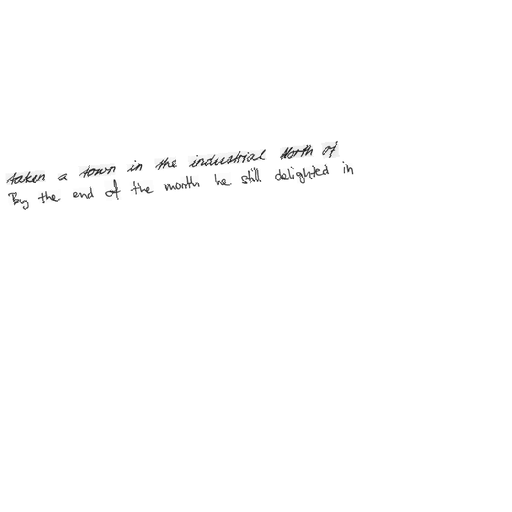 taken a town in the industrial North of
By the end of the month he still delighted in